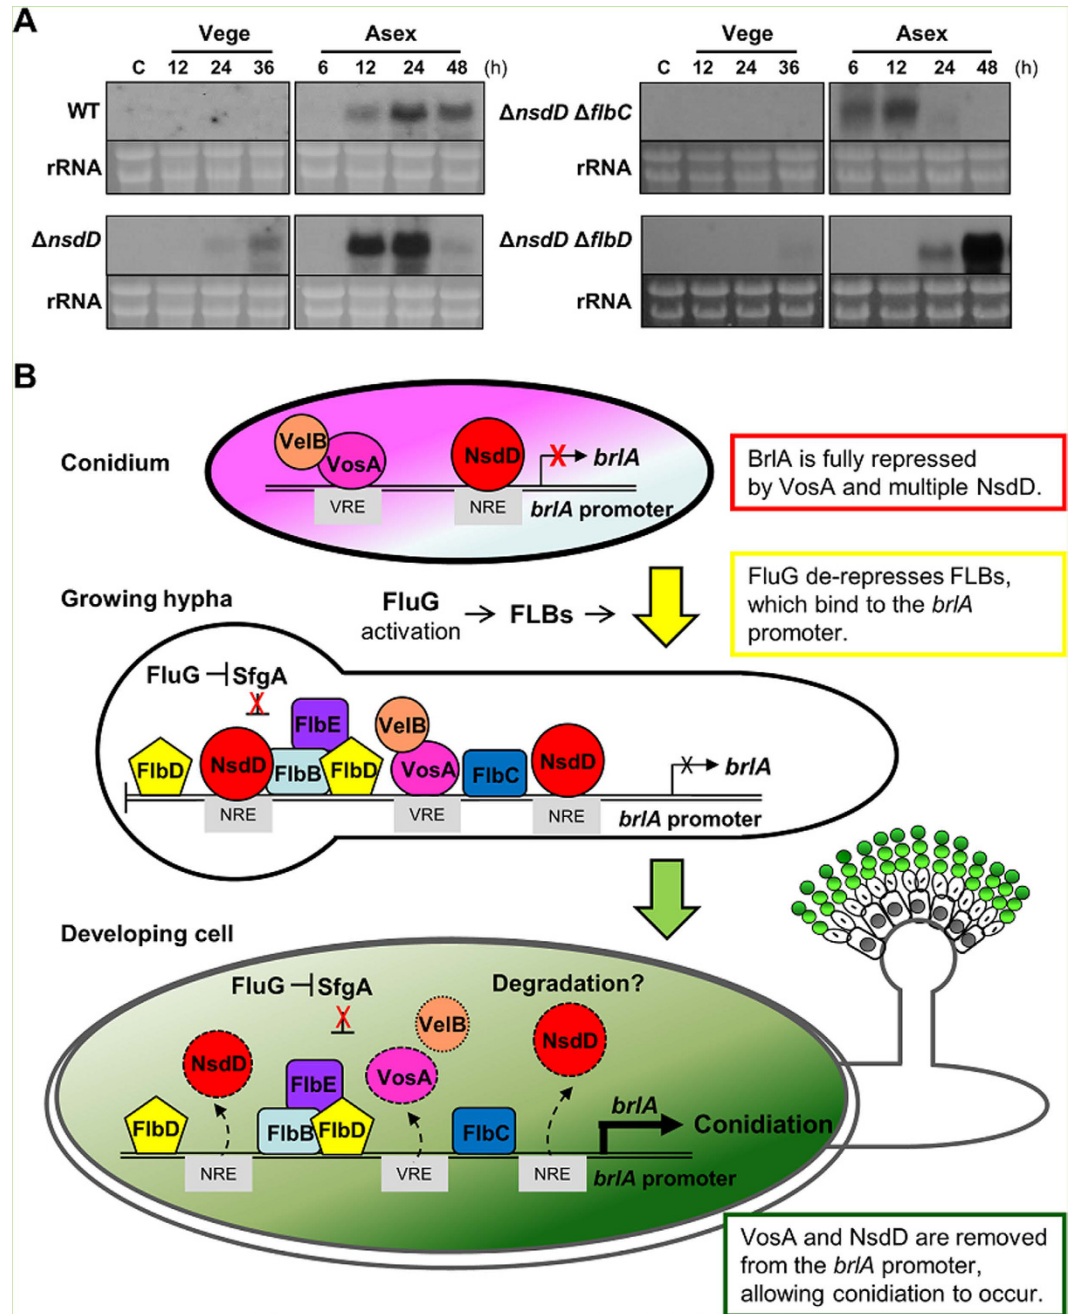 A
Vege Asex
C 12 24 36 6 12 24 48 (h)
WT
rRNA
ΔnsdD
rRNA
Vege Asex
C 12 24 36 6 12 24 48 (h)
ΔnsdD ΔflbC
rRNA
ΔnsdD ΔflbD
rRNA
B
Conidium
VelB
VosA
NsdD
X
brlA
VRE
NRE
brlA promoter
BrlA is fully repressed
by VosA and multiple NsdD.
Growing hypha
FluG
activation
→ FLBs →
FluG de-represses FLBs,
which bind to the brlA
promoter.
FluG ⊣ SfgA
X
FlbD
NsdD
FlbE
FlbB
FlbD
VelB
VosA
FlbC
NsdD
X
brlA
NRE
VRE
NRE
brlA promoter
Developing cell
FluG ⊣ SfgA
X
Degradation?
VelB
NsdD
NsdD
VosA
FlbE
FlbD
FlbB
FlbD
FlbC
brlA
Conidiation
NRE
VRE
NRE
brlA promoter
VosA and NsdD are removed
from the brlA promoter,
allowing conidiation to occur.